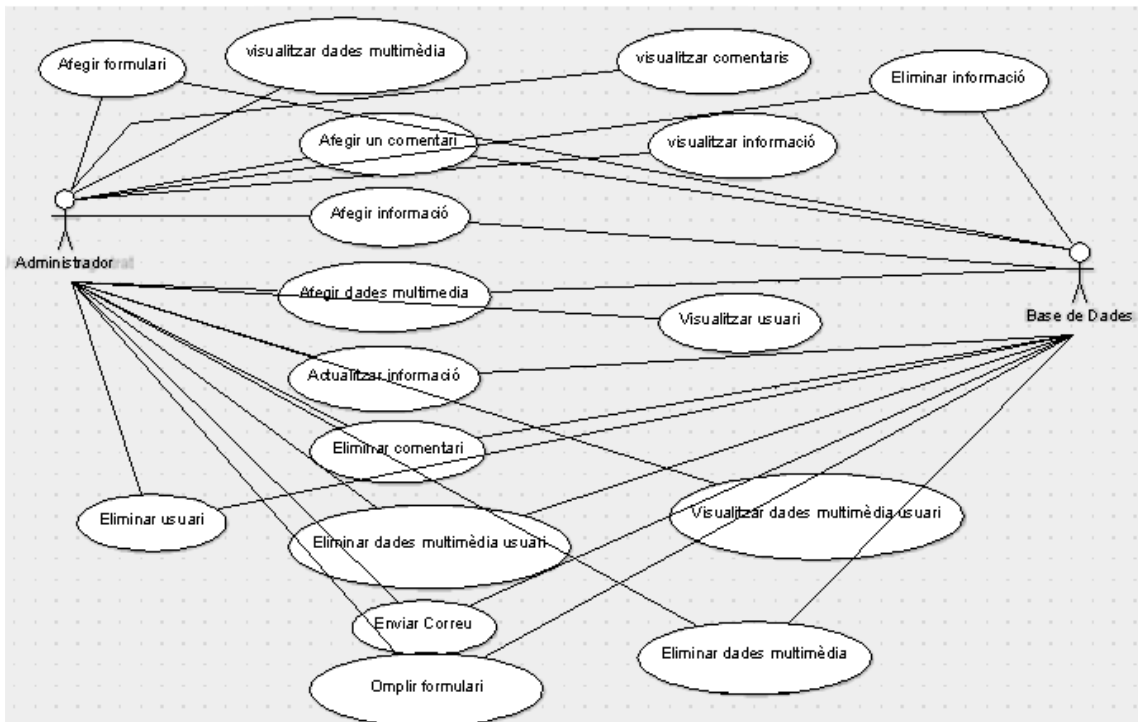 visualitzar dades multimèdia
Afegir formulari
visualitzar comentaris
Eliminar informació
Afegir un comentari
visualitzar informació
Afegir informació
Administrador
Afegir dades multimedia
Visualitzar usuari
Base de Dades
Actualitzar informació
Eliminar comentari
Eliminar usuari
Visualitzar dades multimèdia usuari
Eliminar dades multimèdia usuari
Enviar Correu
Eliminar dades multimèdia
Omplir formulari